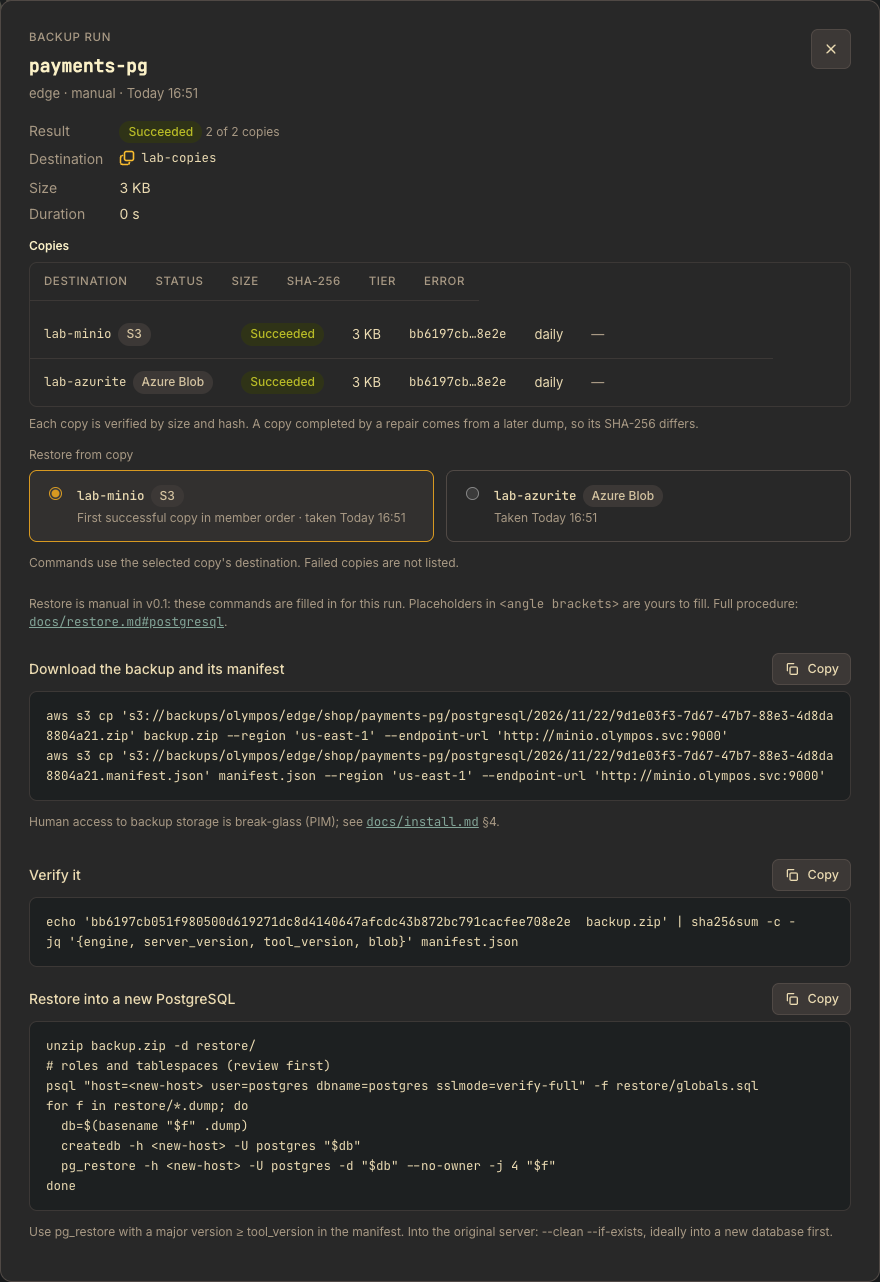 BACKUP RUN
payments-pg
edge · manual · Today 16:51
Result Succeeded 2 of 2 copies
Destination lab-copies
Size 3 KB
Duration 0 s
Copies
DESTINATION STATUS SIZE SHA-256 TIER ERROR
lab-minio S3 Succeeded 3 KB bb6197cb…8e2e daily —
lab-azurite Azure Blob Succeeded 3 KB bb6197cb…8e2e daily —
Each copy is verified by size and hash. A copy completed by a repair comes from a later dump, so its SHA-256 differs.
Restore from copy
lab-minio S3
First successful copy in member order · taken Today 16:51
lab-azurite Azure Blob
Taken Today 16:51
Commands use the selected copy's destination. Failed copies are not listed.
Restore is manual in v0.1: these commands are filled in for this run. Placeholders in <angle brackets> are yours to fill. Full procedure:
docs/restore.md#postgresql.
Download the backup and its manifest
Copy
aws s3 cp 's3://backups/olympos/edge/shop/payments-pg/postgresql/2026/11/22/9d1e03f3-7d67-47b7-88e3-4d8da
8804a21.zip' backup.zip --region 'us-east-1' --endpoint-url 'http://minio.olympos.svc:9000'
aws s3 cp 's3://backups/olympos/edge/shop/payments-pg/postgresql/2026/11/22/9d1e03f3-7d67-47b7-88e3-4d8da
8804a21.manifest.json' manifest.json --region 'us-east-1' --endpoint-url 'http://minio.olympos.svc:9000'
Human access to backup storage is break-glass (PIM); see docs/install.md §4.
Verify it
Copy
echo 'bb6197cb051f980500d619271dc8d4140647afcdc43b872bc791cacfee708e2e  backup.zip' | sha256sum -c -
jq '{engine, server_version, tool_version, blob}' manifest.json
Restore into a new PostgreSQL
Copy
unzip backup.zip -d restore/
# roles and tablespaces (review first)
psql "host=<new-host> user=postgres dbname=postgres sslmode=verify-full" -f restore/globals.sql
for f in restore/*.dump; do
  db=$(basename "$f" .dump)
  createdb -h <new-host> -U postgres "$db"
  pg_restore -h <new-host> -U postgres -d "$db" --no-owner -j 4 "$f"
done
Use pg_restore with a major version ≥ tool_version in the manifest. Into the original server: --clean --if-exists, ideally into a new database first.